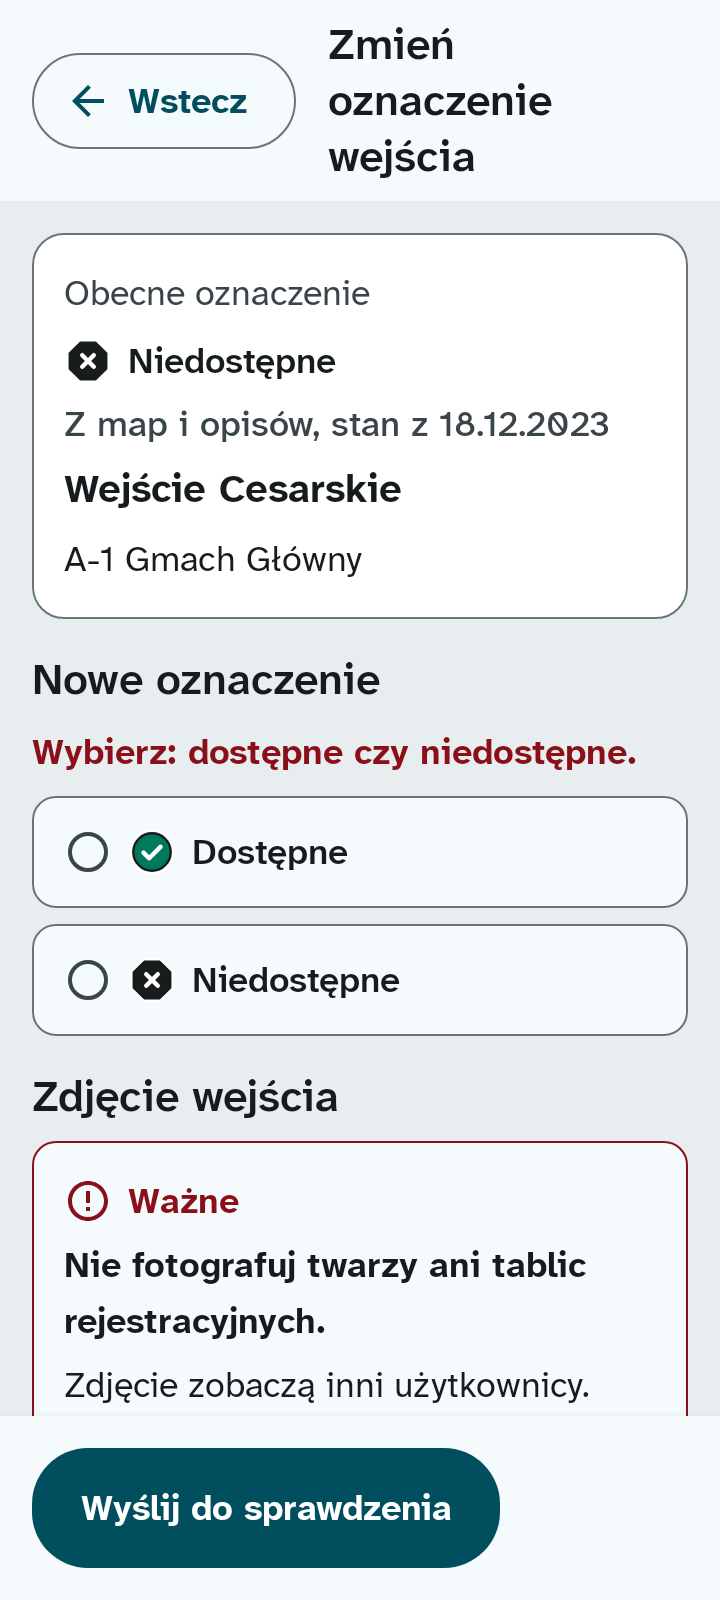 Wstecz
Zmień
oznaczenie
wejścia
Obecne oznaczenie
Niedostępne
Z map i opisów, stan z 18.12.2023
Wejście Cesarskie
A-1 Gmach Główny
Nowe oznaczenie
Wybierz: dostępne czy niedostępne.
Dostępne
Niedostępne
Zdjęcie wejścia
Ważne
Nie fotografuj twarzy ani tablic
rejestracyjnych.
Zdjęcie zobaczą inni użytkownicy.
Wyślij do sprawdzenia